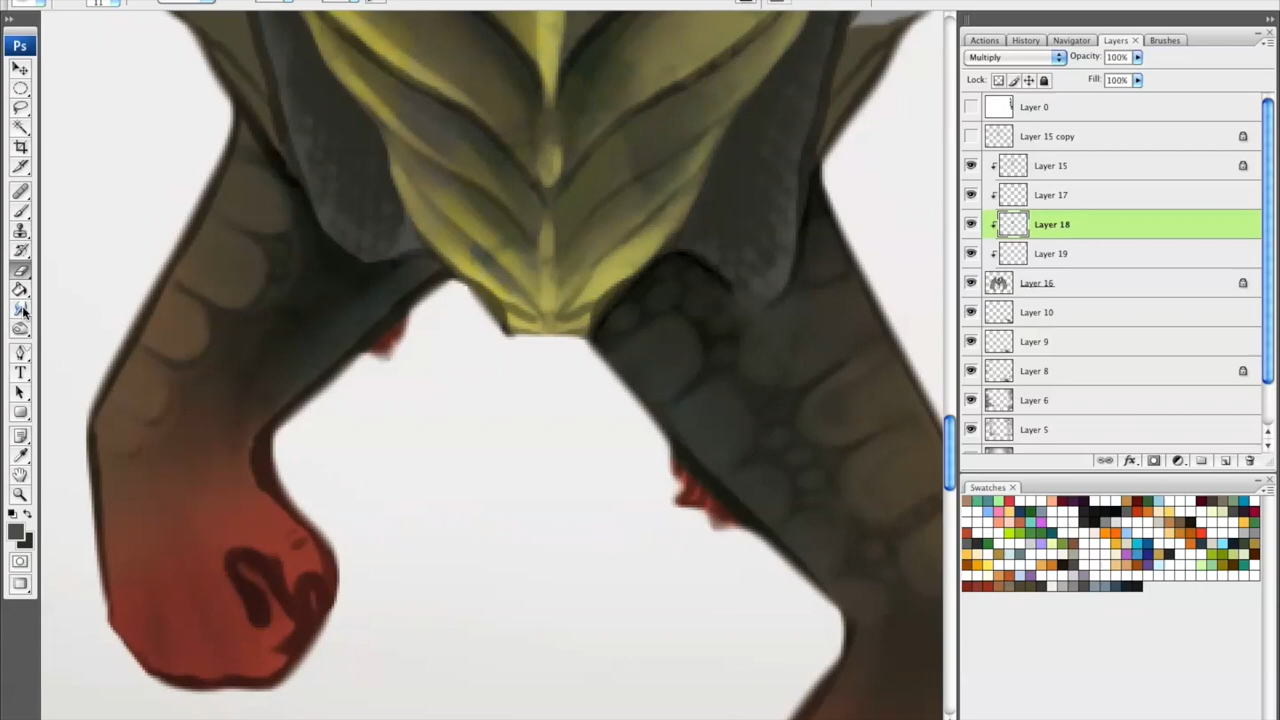 11
Ps
Actions History Navigator Layers × Brushes
Multiply Opacity: 100%
Lock: Fill: 100%
Layer 0
Layer 15 copy
Layer 15
Layer 17
Layer 18
Layer 19
Layer 16
Layer 10
Layer 9
Layer 8
Layer 6
Layer 5
fx
T
Swatches ×